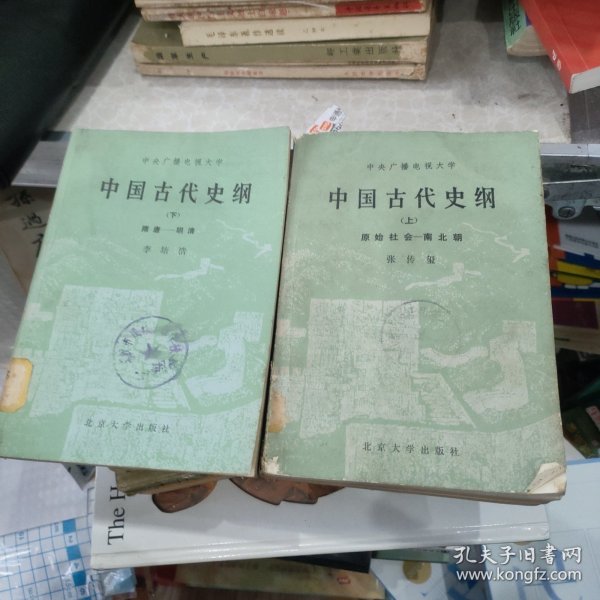 中央广播电视大学
中国古代史纲
(下)
隋唐—明清
李培浩
北京大学出版社
中央广播电视大学
中国古代史纲
(上)
原始社会—南北朝
张传玺
北京大学出版社
The H
孔夫子旧书网
www.kongfz.com